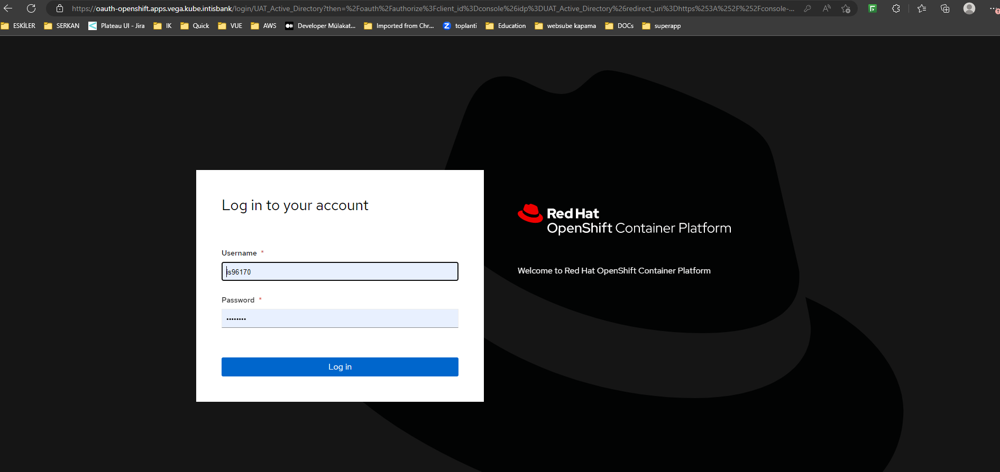 https://oauth-openshift.apps.vega.kube.intisbank/login/UAT_Active_Directory?then=%2Foauth%2Fauthorize%3Fclient_id%3Dconsole%26idp%3DUAT_Active_Directory%26redirect_uri%3Dhttps%253A%252F%252Fconsole-...
ESKİLER SERKAN Plateau UI - Jira IK Quick VUE AWS Developer Mülakat... Imported from Chr... toplanti Education websube kapama DOCs superapp
Log in to your account
Red Hat
OpenShift Container Platform
Username *
is96170
Welcome to Red Hat OpenShift Container Platform
Password *
••••••••
Log in